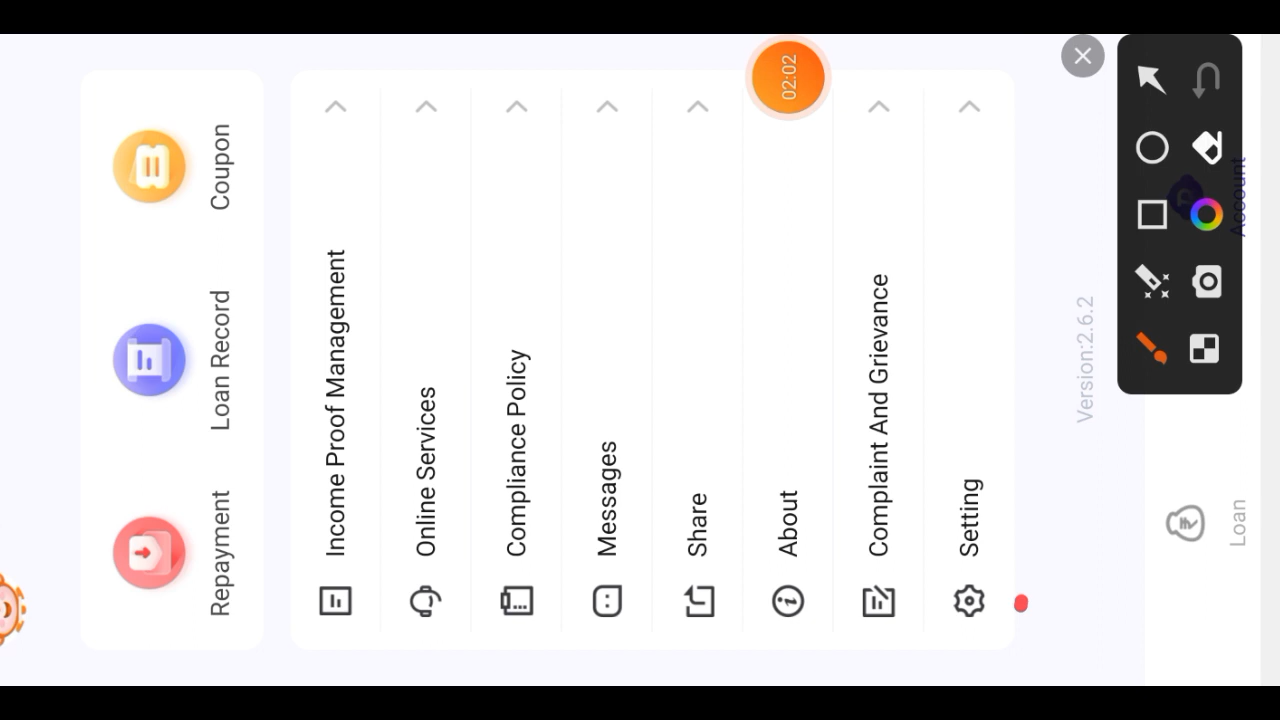 Repayment
Loan Record
Coupon
Income Proof Management
Online Services
Compliance Policy
Messages
Share
About
02:02
Complaint And Grievance
Setting
Version:2.6.2
Loan
Account